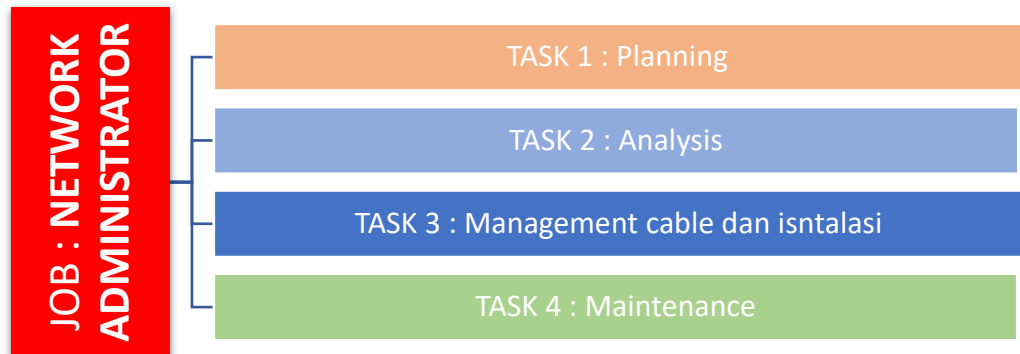 JOB : NETWORK
ADMINISTRATOR
TASK 1 : Planning
TASK 2 : Analysis
TASK 3 : Management cable dan isntalasi
TASK 4 : Maintenance